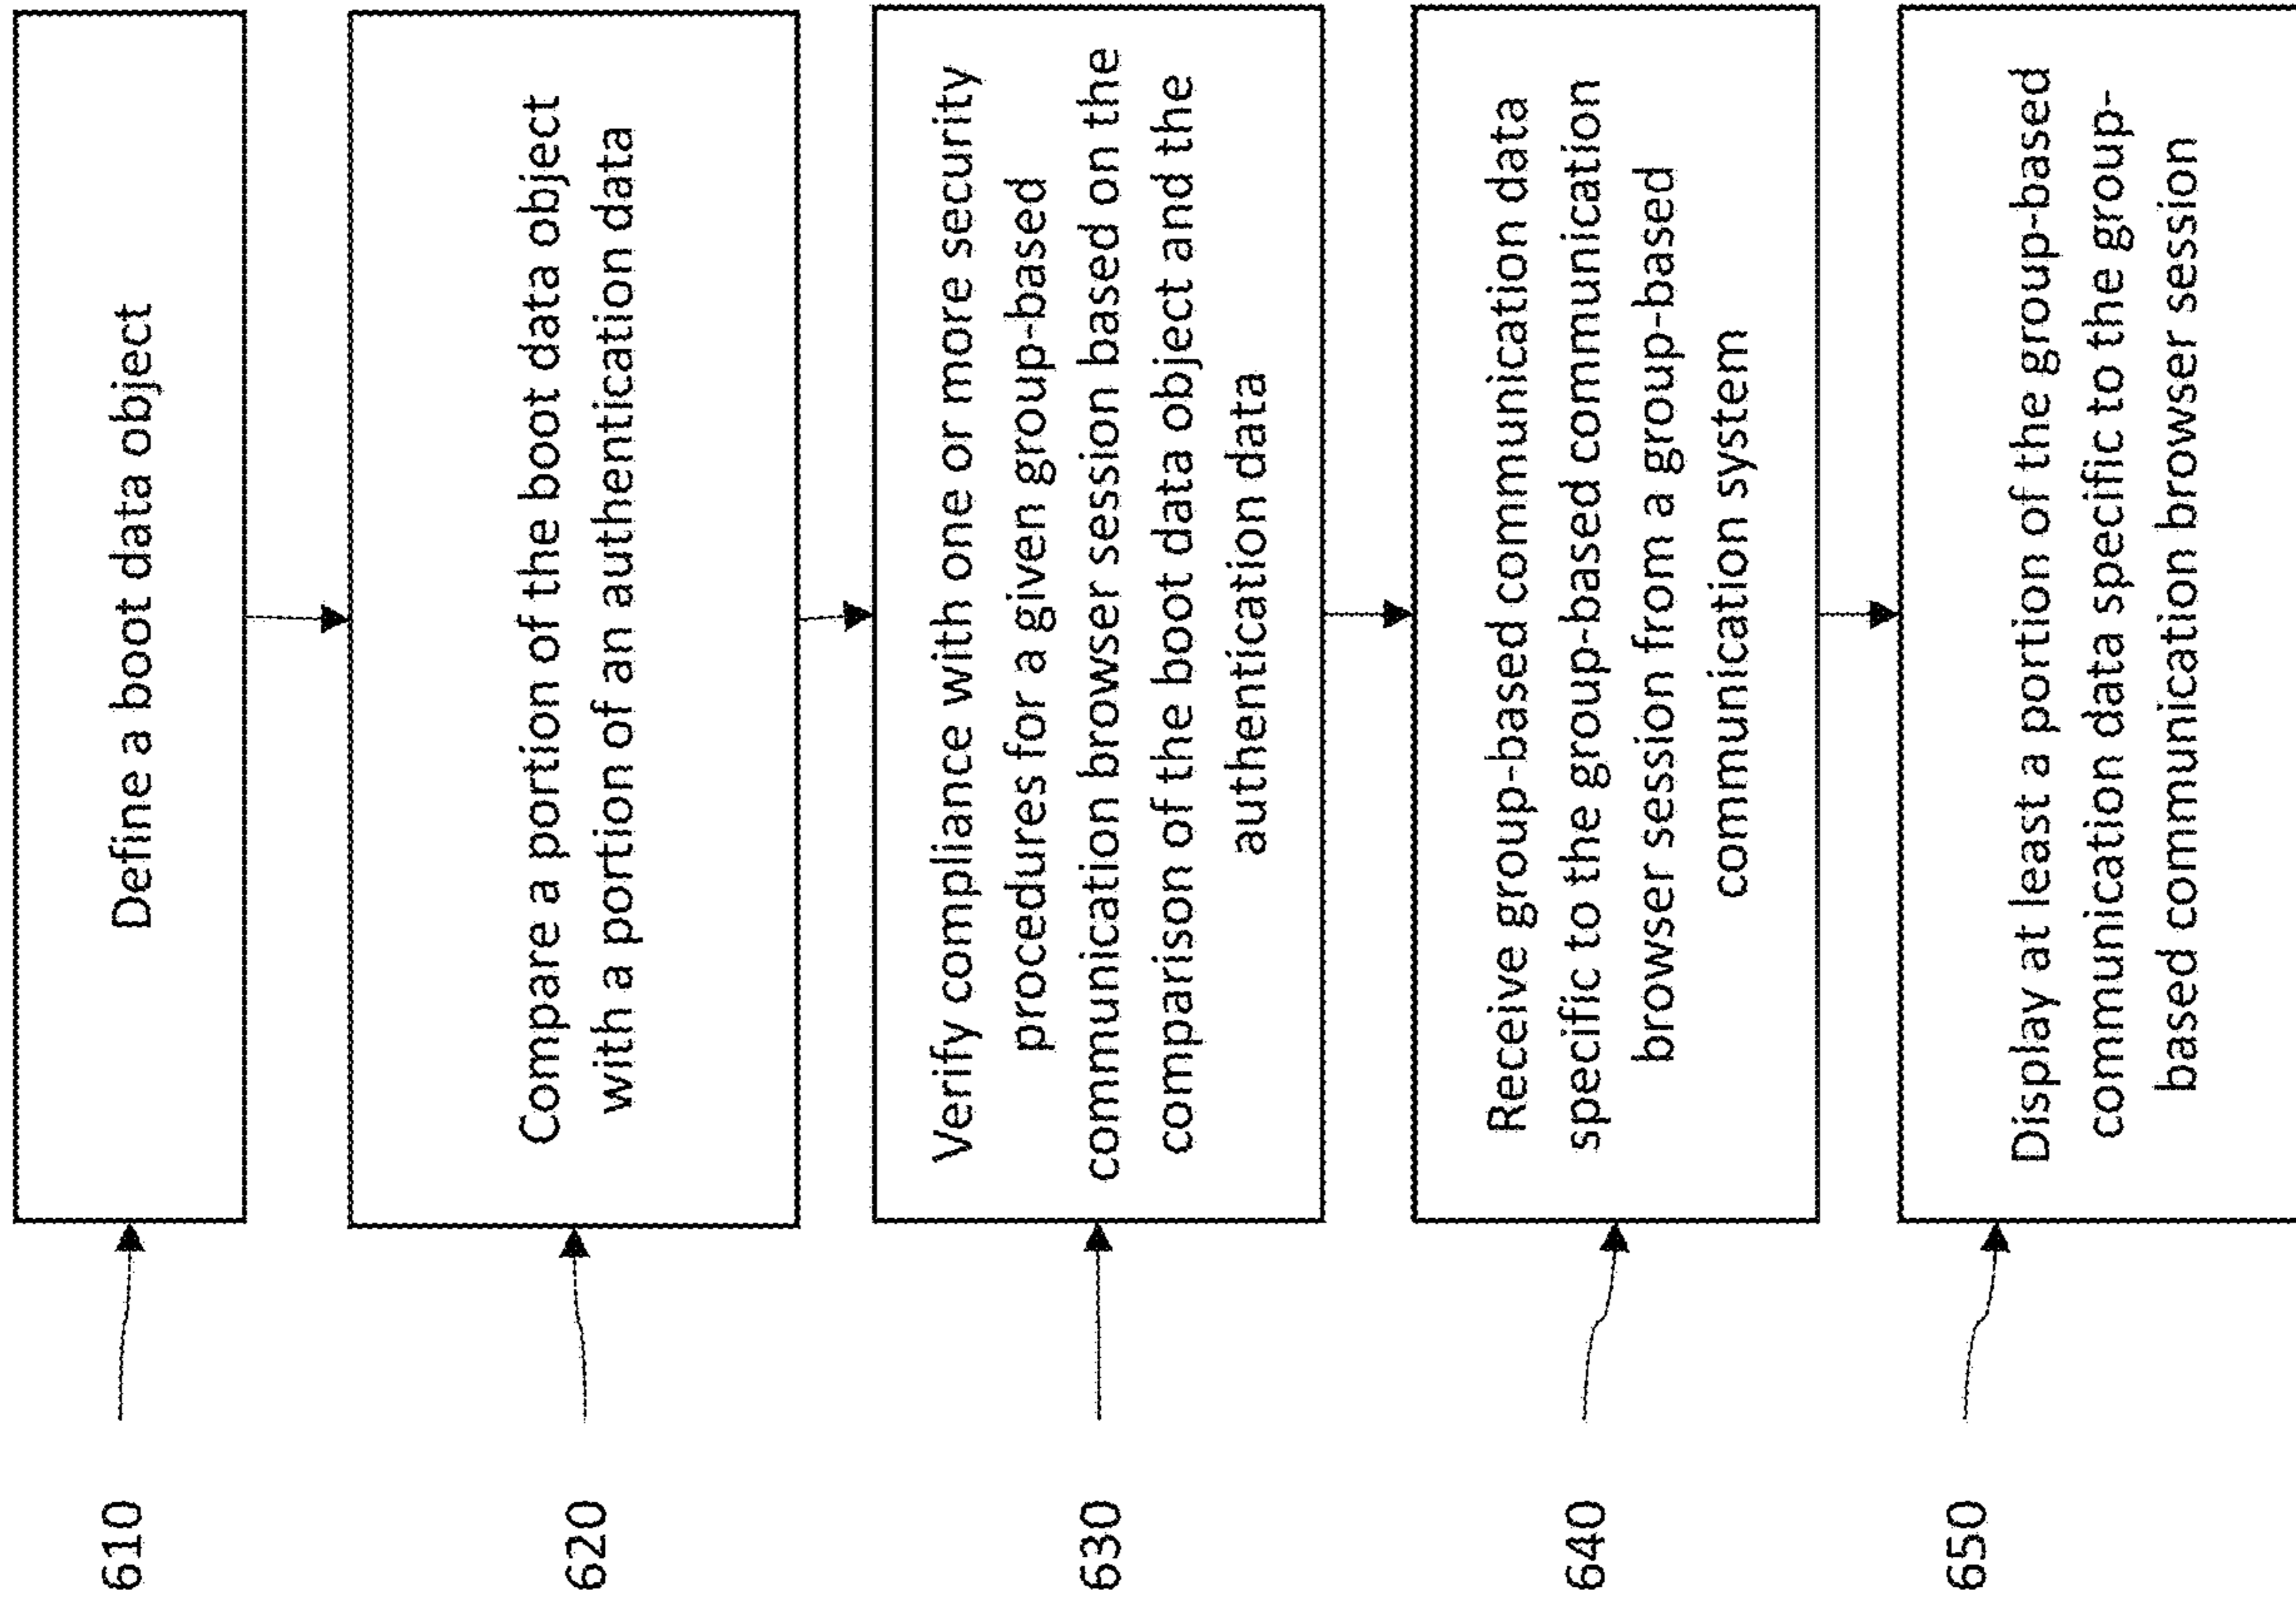 610
Define a boot data object
620
Compare a portion of the boot data object
with a portion of an authentication data
630
Verify compliance with one or more security
procedures for a given group-based
communication browser session based on the
comparison of the boot data object and the
authentication data
640
Receive group-based communication data
specific to the group-based communication
browser session from a group-based
communication system
650
Display at least a portion of the group-based
communication data specific to the group-
based communication browser session